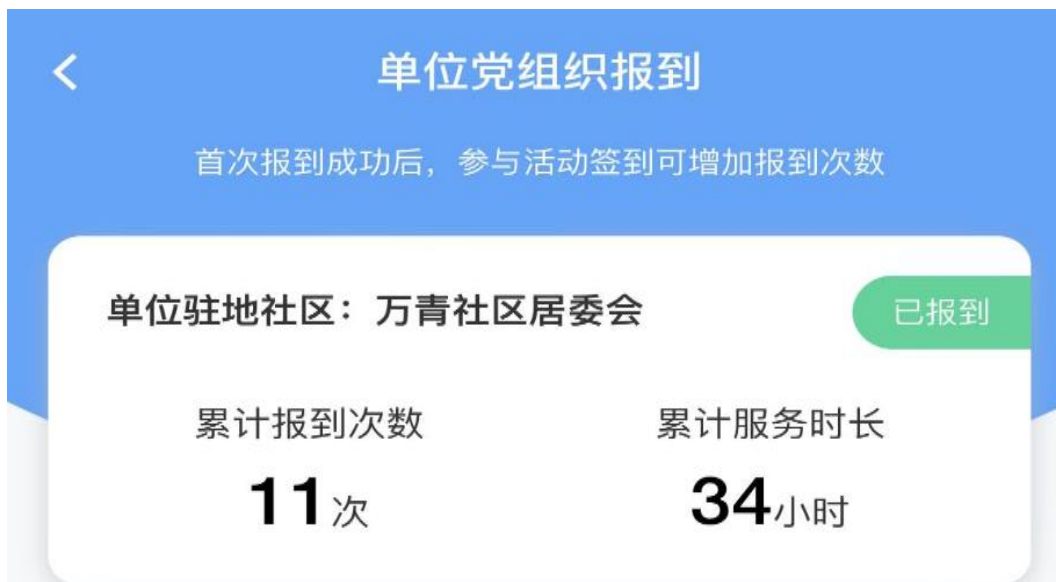 单位党组织报到
首次报到成功后，参与活动签到可增加报到次数
单位驻地社区：万青社区居委会
已报到
累计报到次数 累计服务时长
11次 34小时